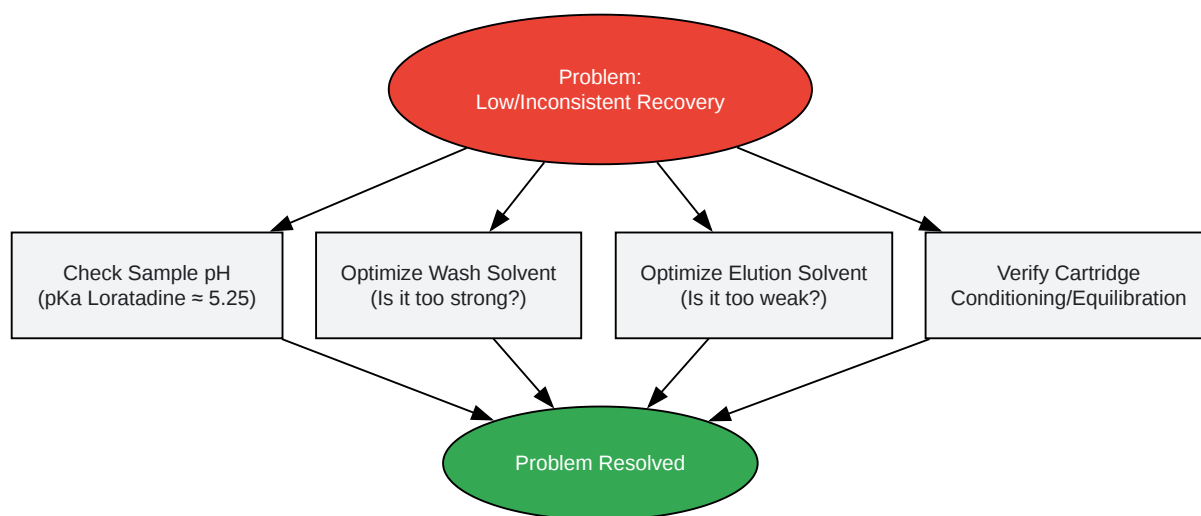 Problem:
Low/Inconsistent Recovery
Check Sample pH
(pKa Loratadine ≈ 5.25)
Optimize Wash Solvent
(Is it too strong?)
Optimize Elution Solvent
(Is it too weak?)
Verify Cartridge
Conditioning/Equilibration
Problem Resolved